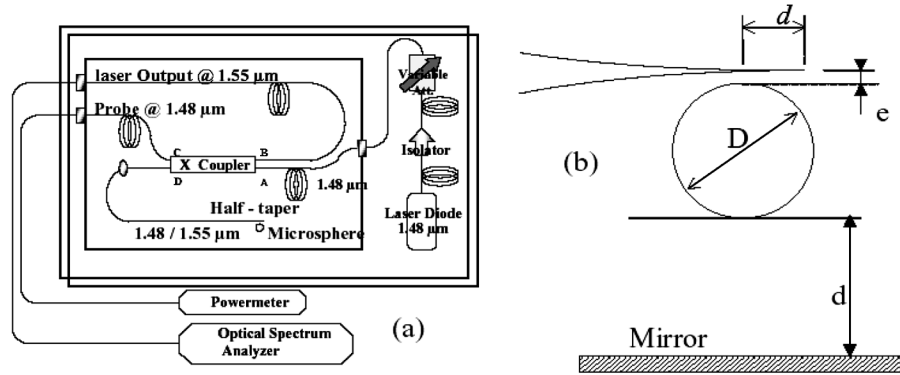 laser Output @ 1.55 µm
Probe @ 1.48 µm
Variable
Att.
Isolator
C
B
X Coupler
D
A
1.48 µm
Half - taper
1.48 / 1.55 µm
Microsphere
Laser Diode
1.48 µm
Powermeter
Optical Spectrum
Analyzer
(a)
d
e
D
(b)
d
Mirror